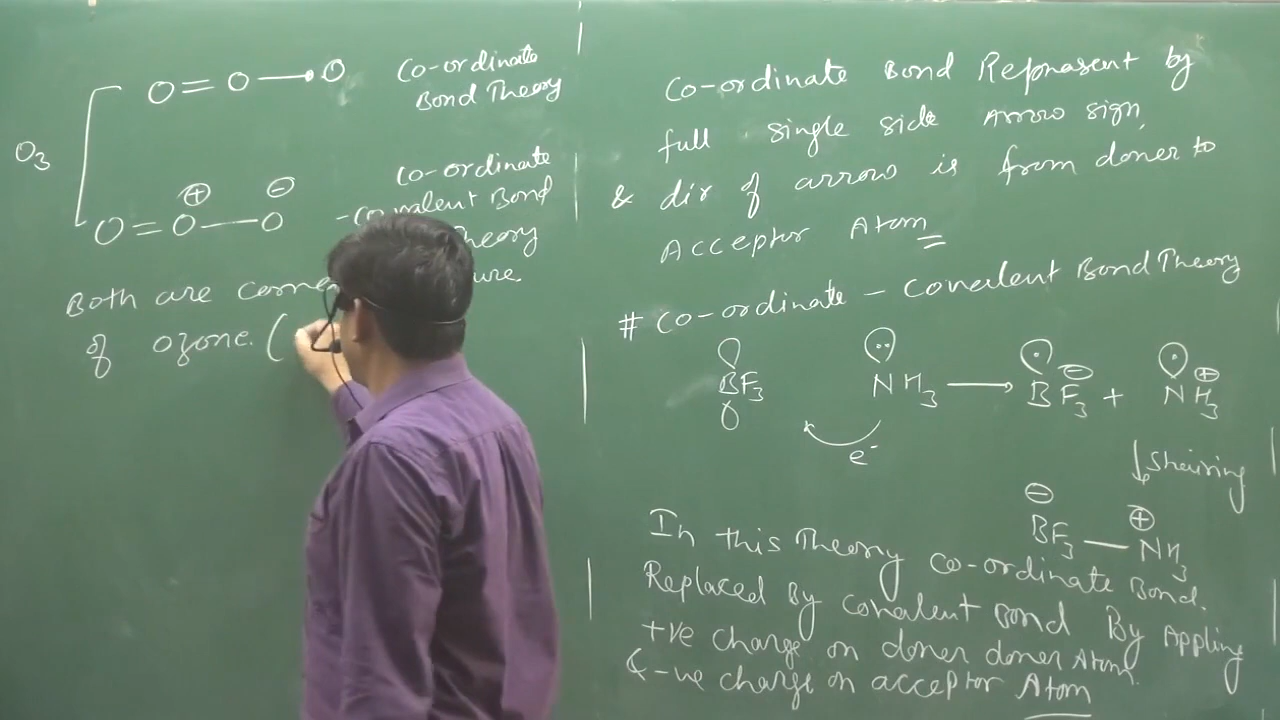 O=O→O Co-ordinate
Bond Theory
O3
⊕ ⊖ Co-ordinate
O=O—O -Covalent Bond
Theory
Both are
of ozone. (
Co-ordinate Bond Reprasent by
full single side Arrow sign,
& dir of arrow is from doner to
Acceptor Atom
# Co-ordinate - Covalent Bond Theory
BF3 NH3 → BF3 ⊖ + NH3 ⊕
e-
↓ Shairing
⊖ ⊕
BF3 — NH3
In this Theory co-ordinate Bond.
Replaced By covalent Bond By Appling
+ve charge on doner doner Atom
& -ve charge on acceptor Atom